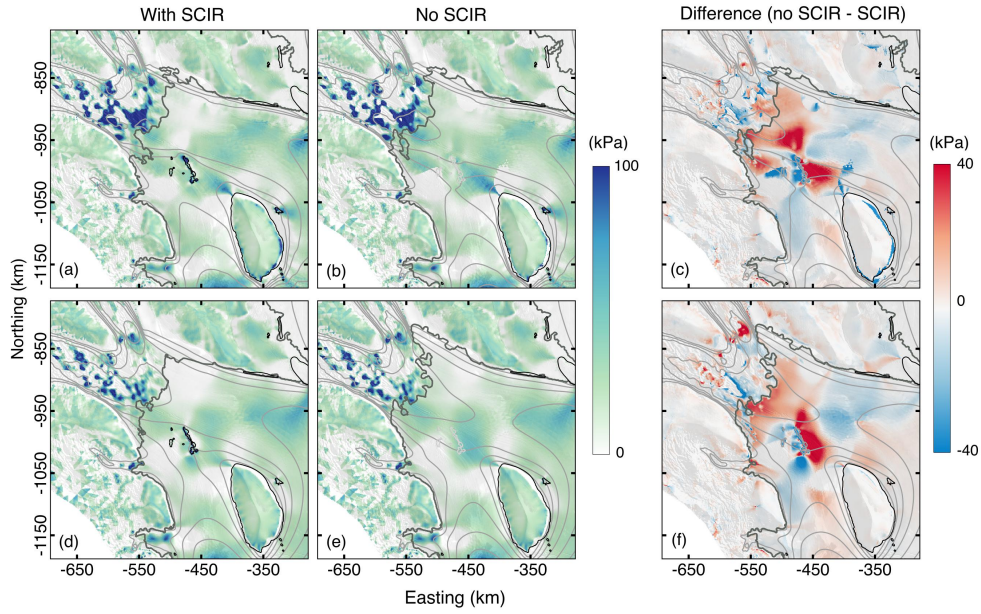 With SCIR
No SCIR
Difference (no SCIR - SCIR)
-850
-950
-1050
-1150
(a)
(b)
(c)
(kPa)
100
0
(kPa)
40
0
-40
Northing (km)
-850
-950
-1050
-1150
(d)
(e)
(f)
-650
-550
-450
-350
-650
-550
-450
-350
-650
-550
-450
-350
Easting (km)